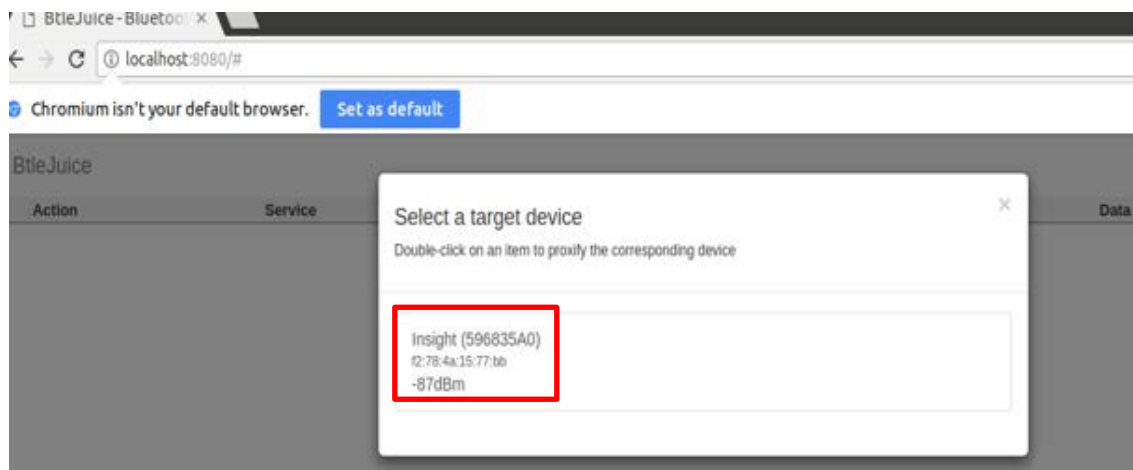 BtleJuice - Bluetoo
localhost:8080/#
Chromium isn't your default browser. Set as default
BtleJuice
Action Service Data
Select a target device
Double-click on an item to proxify the corresponding device
Insight (596835A0)
f2:78:4a:15:77:bb
-87dBm